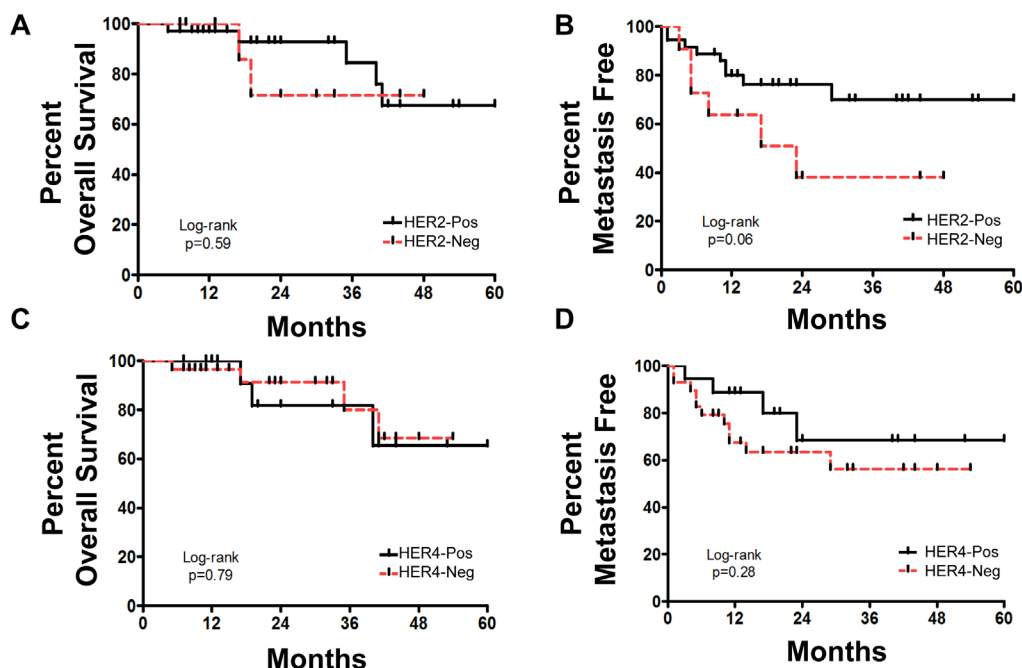 A
Percent
Overall Survival
100
80
60
40
20
0
Log-rank
p=0.59
HER2-Pos
HER2-Neg
0 12 24 36 48 60
Months
B
Percent
Metastasis Free
100
80
60
40
20
0
Log-rank
p=0.06
HER2-Pos
HER2-Neg
0 12 24 36 48 60
Months
C
Percent
Overall Survival
100
80
60
40
20
0
Log-rank
p=0.79
HER4-Pos
HER4-Neg
0 12 24 36 48 60
Months
D
Percent
Metastasis Free
100
80
60
40
20
0
Log-rank
p=0.28
HER4-Pos
HER4-Neg
0 12 24 36 48 60
Months